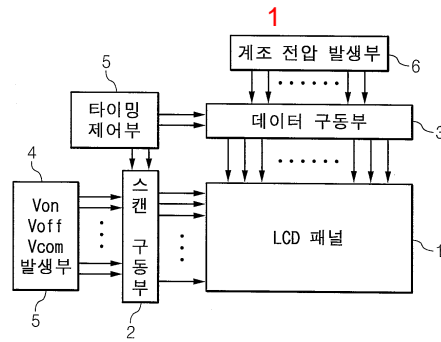 1
계조 전압 발생부
6
5
타이밍
제어부
데이터 구동부
3
4
Von
Voff
Vcom
발생부
5
스캔 구동부
2
LCD 패널
1